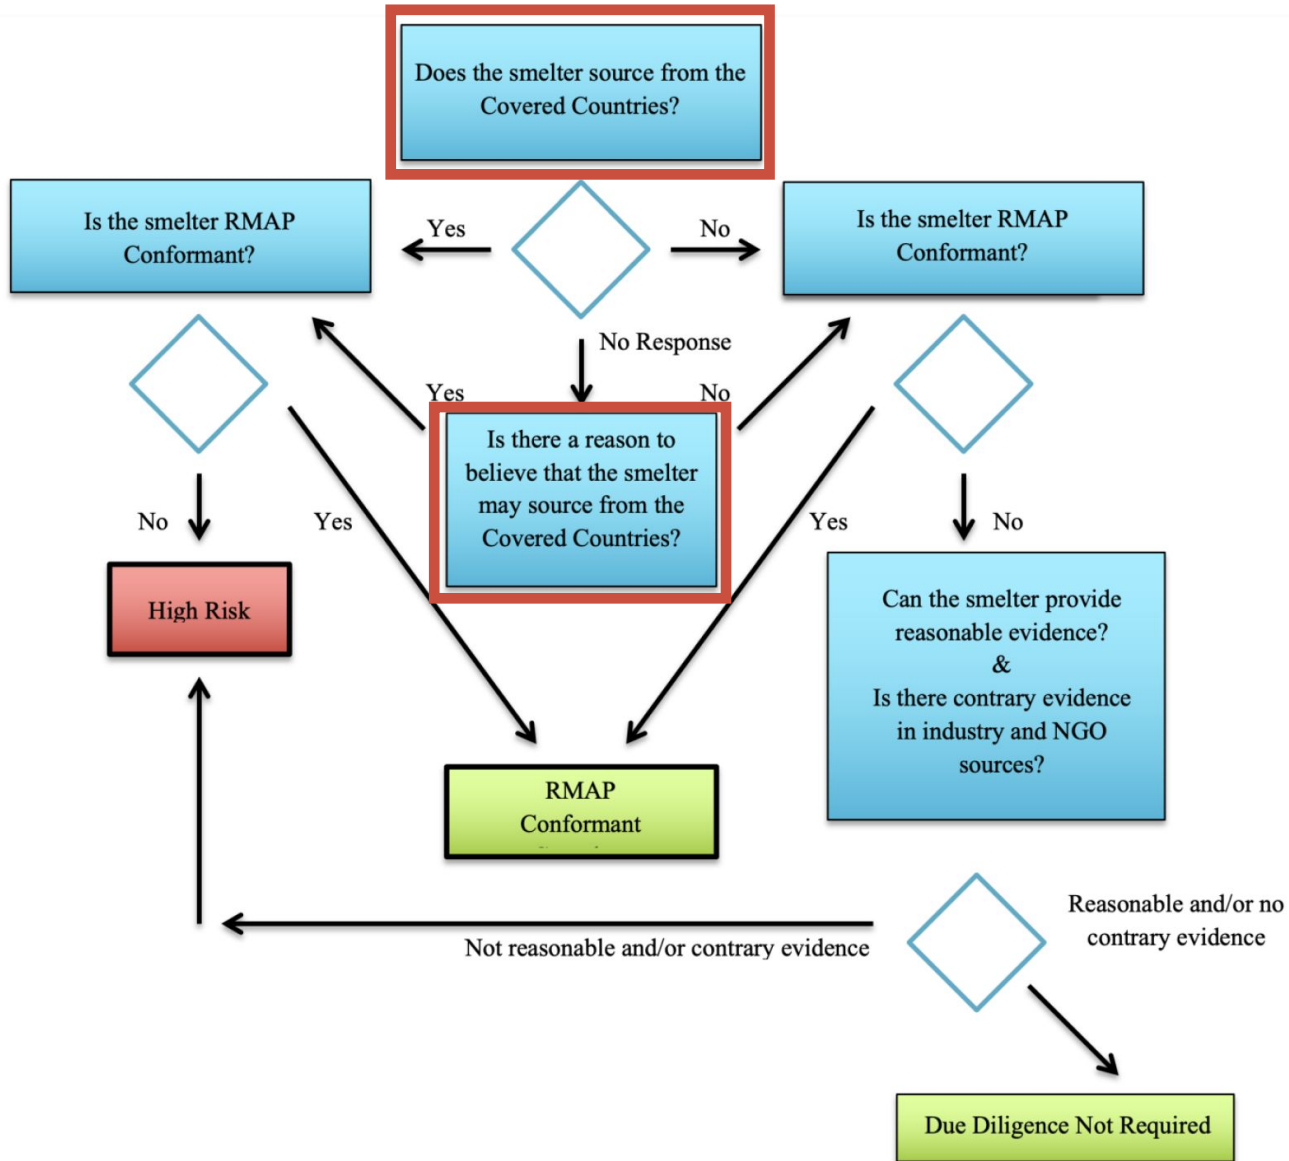 Does the smelter source from the
Covered Countries?
Is the smelter RMAP
Conformant?
Yes
No
Is the smelter RMAP
Conformant?
No Response
Yes
No
Is there a reason to
believe that the smelter
may source from the
Covered Countries?
No
Yes
Yes
No
High Risk
Can the smelter provide
reasonable evidence?
&
Is there contrary evidence
in industry and NGO
sources?
RMAP
Conformant
Not reasonable and/or contrary evidence
Reasonable and/or no
contrary evidence
Due Diligence Not Required